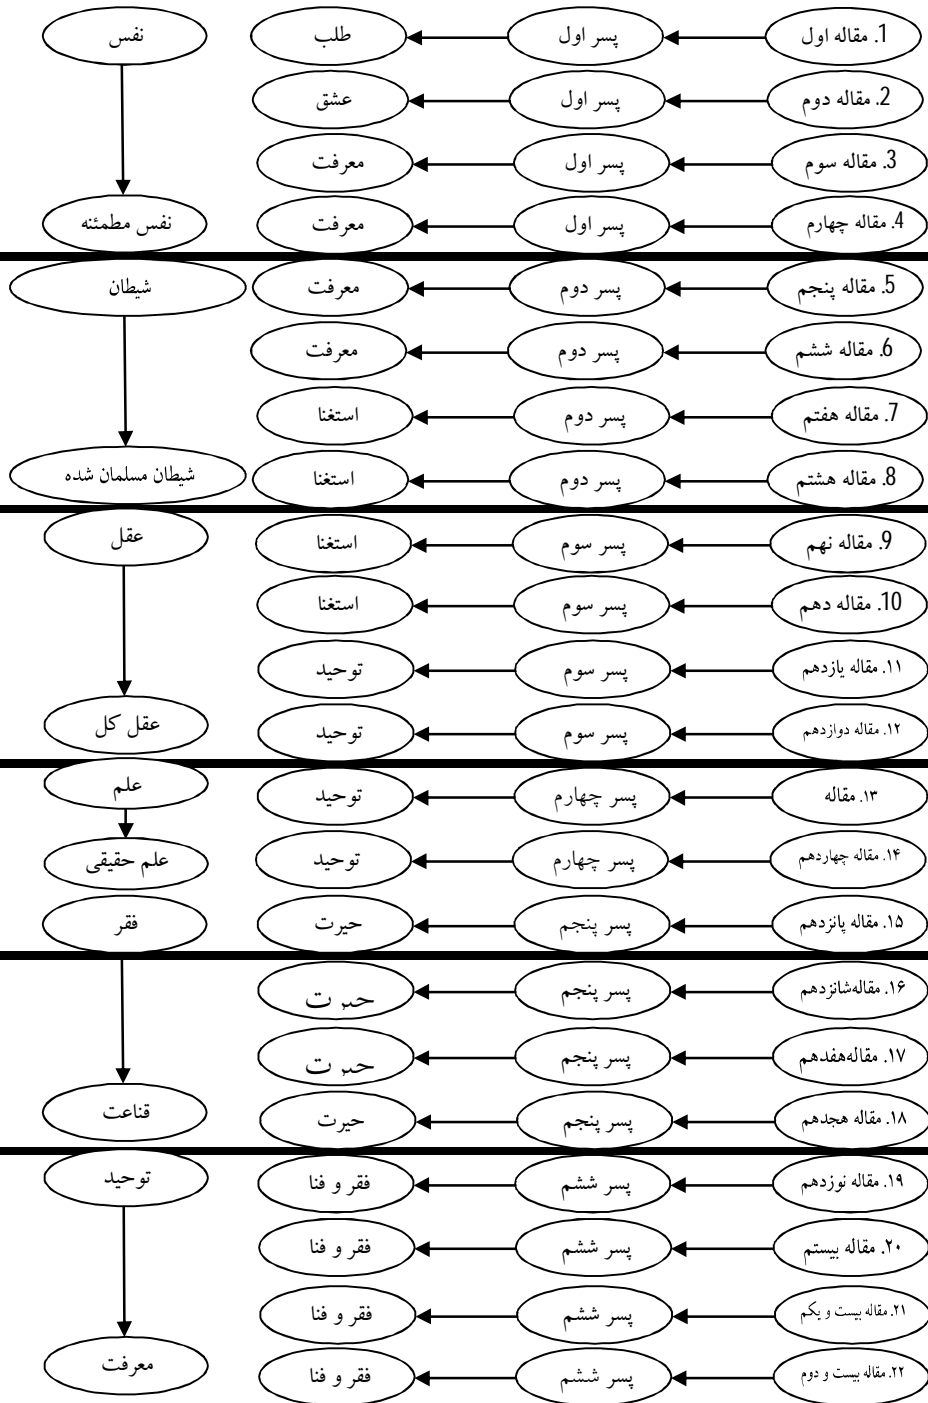 1. مقاله اول پسر اول طلب نفس
2. مقاله دوم پسر اول عشق
3. مقاله سوم پسر اول معرفت
4. مقاله چهارم پسر اول معرفت نفس مطمئنه
5. مقاله پنجم پسر دوم معرفت شیطان
6. مقاله ششم پسر دوم معرفت
7. مقاله هفتم پسر دوم استغنا
8. مقاله هشتم پسر دوم استغنا شیطان مسلمان شده
9. مقاله نهم پسر سوم استغنا عقل
10. مقاله دهم پسر سوم استغنا
۱۱. مقاله یازدهم پسر سوم توحید
۱۲. مقاله دوازدهم پسر سوم توحید عقل کل
۱۳. مقاله پسر چهارم توحید علم
۱۴. مقاله چهاردهم پسر چهارم توحید علم حقیقی
۱۵. مقاله پانزدهم پسر پنجم حیرت فقر
۱۶. مقاله‌شانزدهم پسر پنجم حیرت
۱۷. مقاله‌هفدهم پسر پنجم حیرت
۱۸. مقاله هجدهم پسر پنجم حیرت قناعت
۱۹. مقاله نوزدهم پسر ششم فقر و فنا توحید
۲۰. مقاله بیستم پسر ششم فقر و فنا
۲۱. مقاله بیست و یکم پسر ششم فقر و فنا
۲۲. مقاله بیست و دوم پسر ششم فقر و فنا معرفت